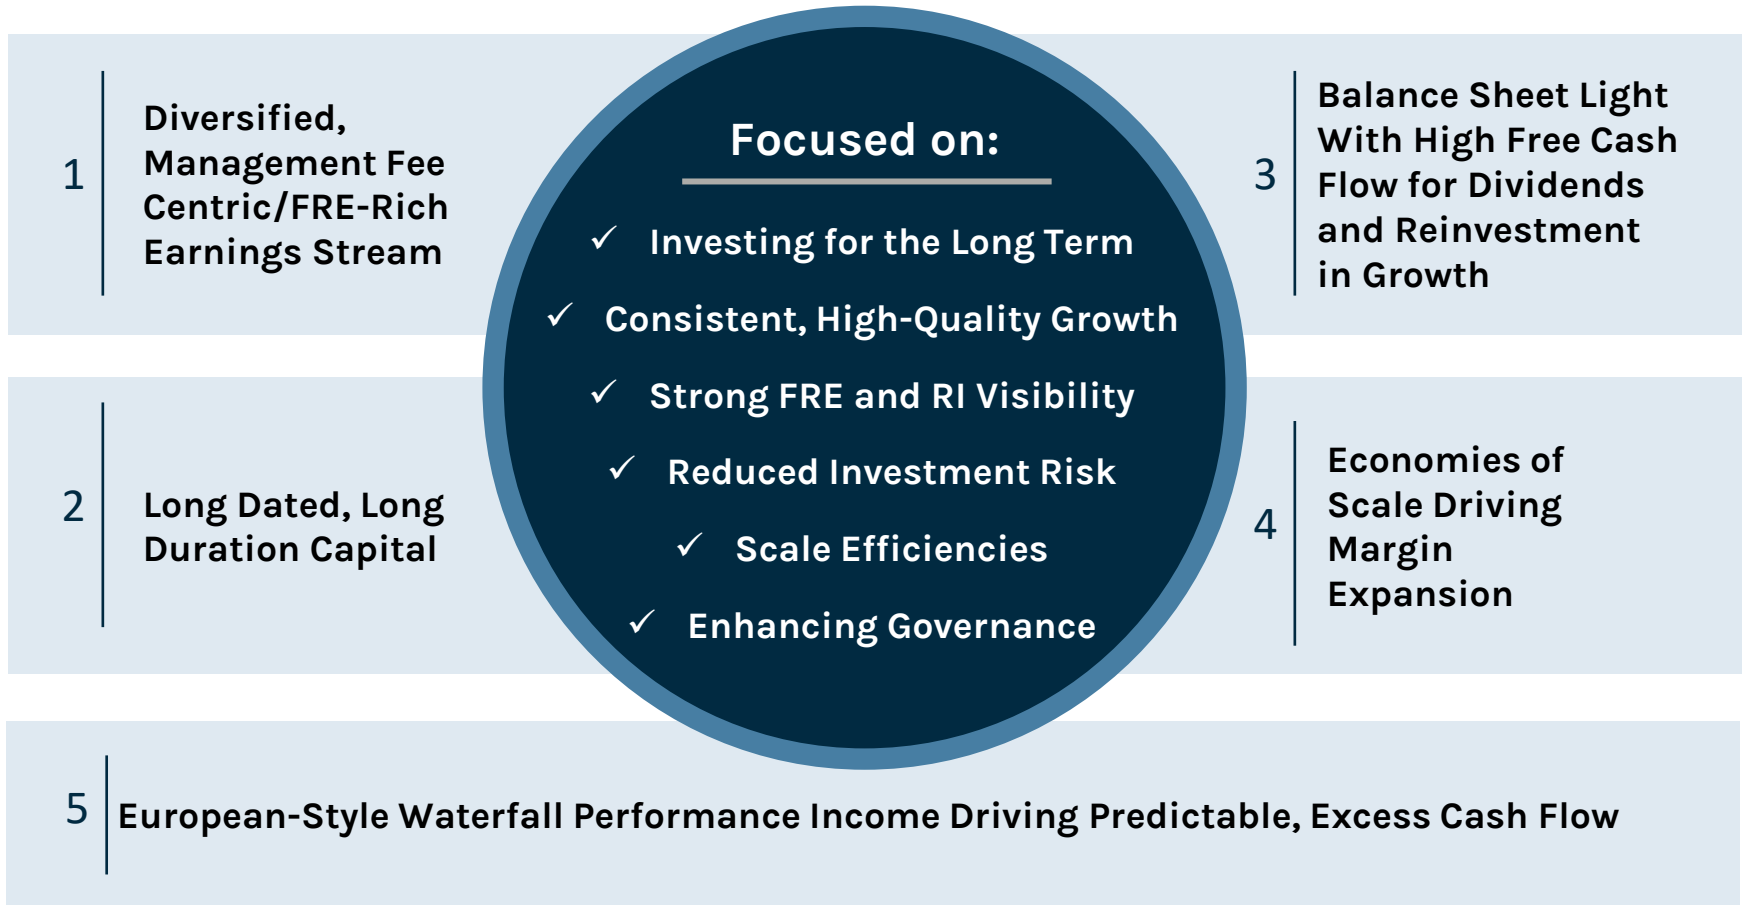 1
Diversified,
Management Fee
Centric/FRE-Rich
Earnings Stream
2
Long Dated, Long
Duration Capital
Focused on:
✓ Investing for the Long Term
✓ Consistent, High-Quality Growth
✓ Strong FRE and RI Visibility
✓ Reduced Investment Risk
✓ Scale Efficiencies
✓ Enhancing Governance
3
Balance Sheet Light
With High Free Cash
Flow for Dividends
and Reinvestment
in Growth
4
Economies of
Scale Driving
Margin
Expansion
5
European-Style Waterfall Performance Income Driving Predictable, Excess Cash Flow